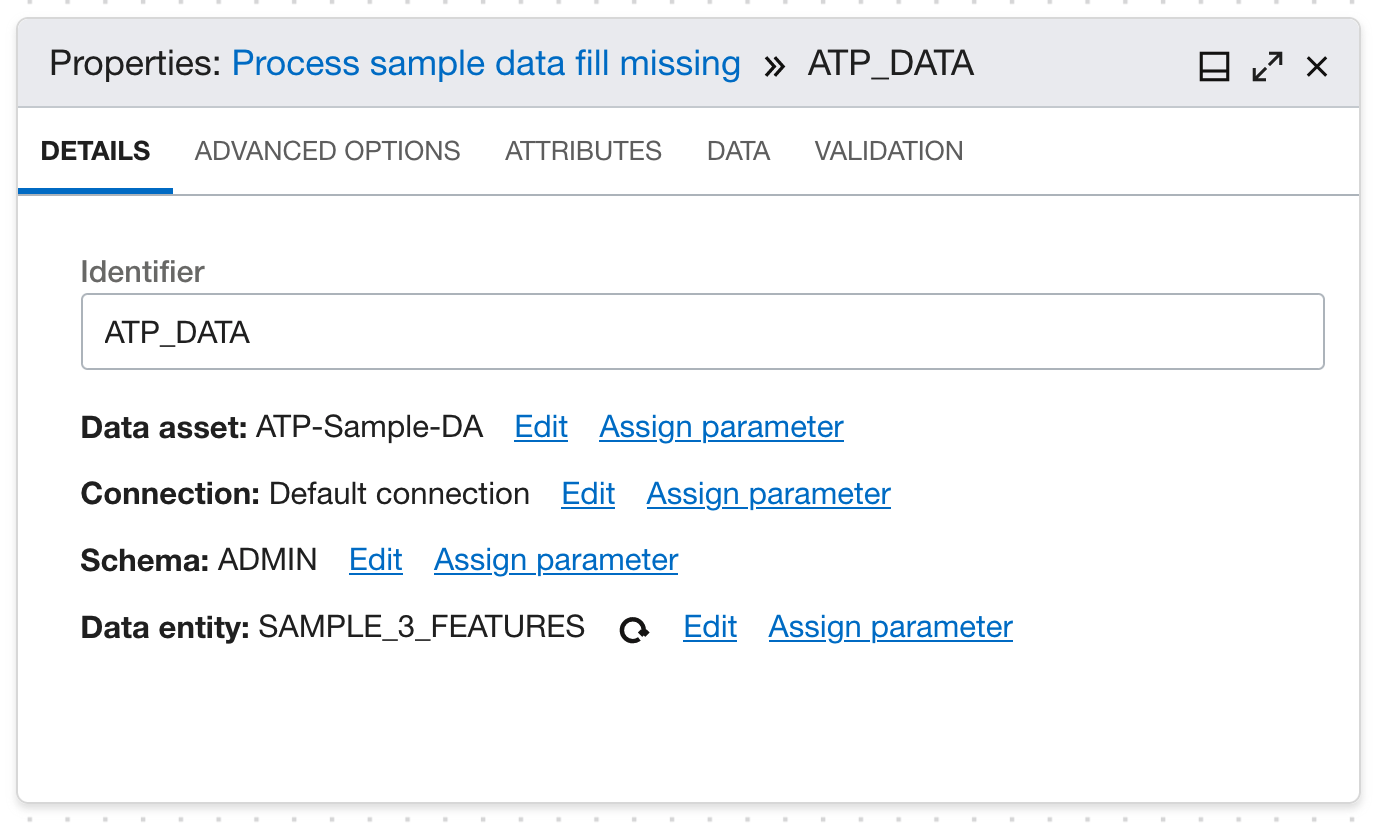 Properties: Process sample data fill missing » ATP_DATA
DETAILS ADVANCED OPTIONS ATTRIBUTES DATA VALIDATION
Identifier
ATP_DATA
Data asset: ATP-Sample-DA Edit Assign parameter
Connection: Default connection Edit Assign parameter
Schema: ADMIN Edit Assign parameter
Data entity: SAMPLE_3_FEATURES Edit Assign parameter